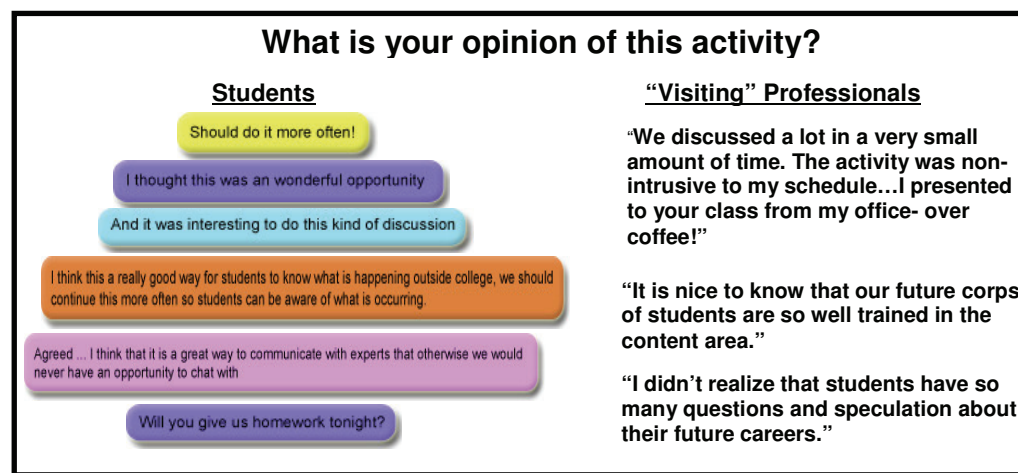 What is your opinion of this activity?
Students
Should do it more often!
I thought this was an wonderful opportunity
And it was interesting to do this kind of discussion
I think this a really good way for students to know what is happening outside college, we should
continue this more often so students can be aware of what is occurring.
Agreed ... I think that it is a great way to communicate with experts that otherwise we would
never have an opportunity to chat with
Will you give us homework tonight?
“Visiting” Professionals
“We discussed a lot in a very small
amount of time. The activity was non-
intrusive to my schedule…I presented
to your class from my office- over
coffee!”
“It is nice to know that our future corps
of students are so well trained in the
content area.”
“I didn’t realize that students have so
many questions and speculation about
their future careers.”